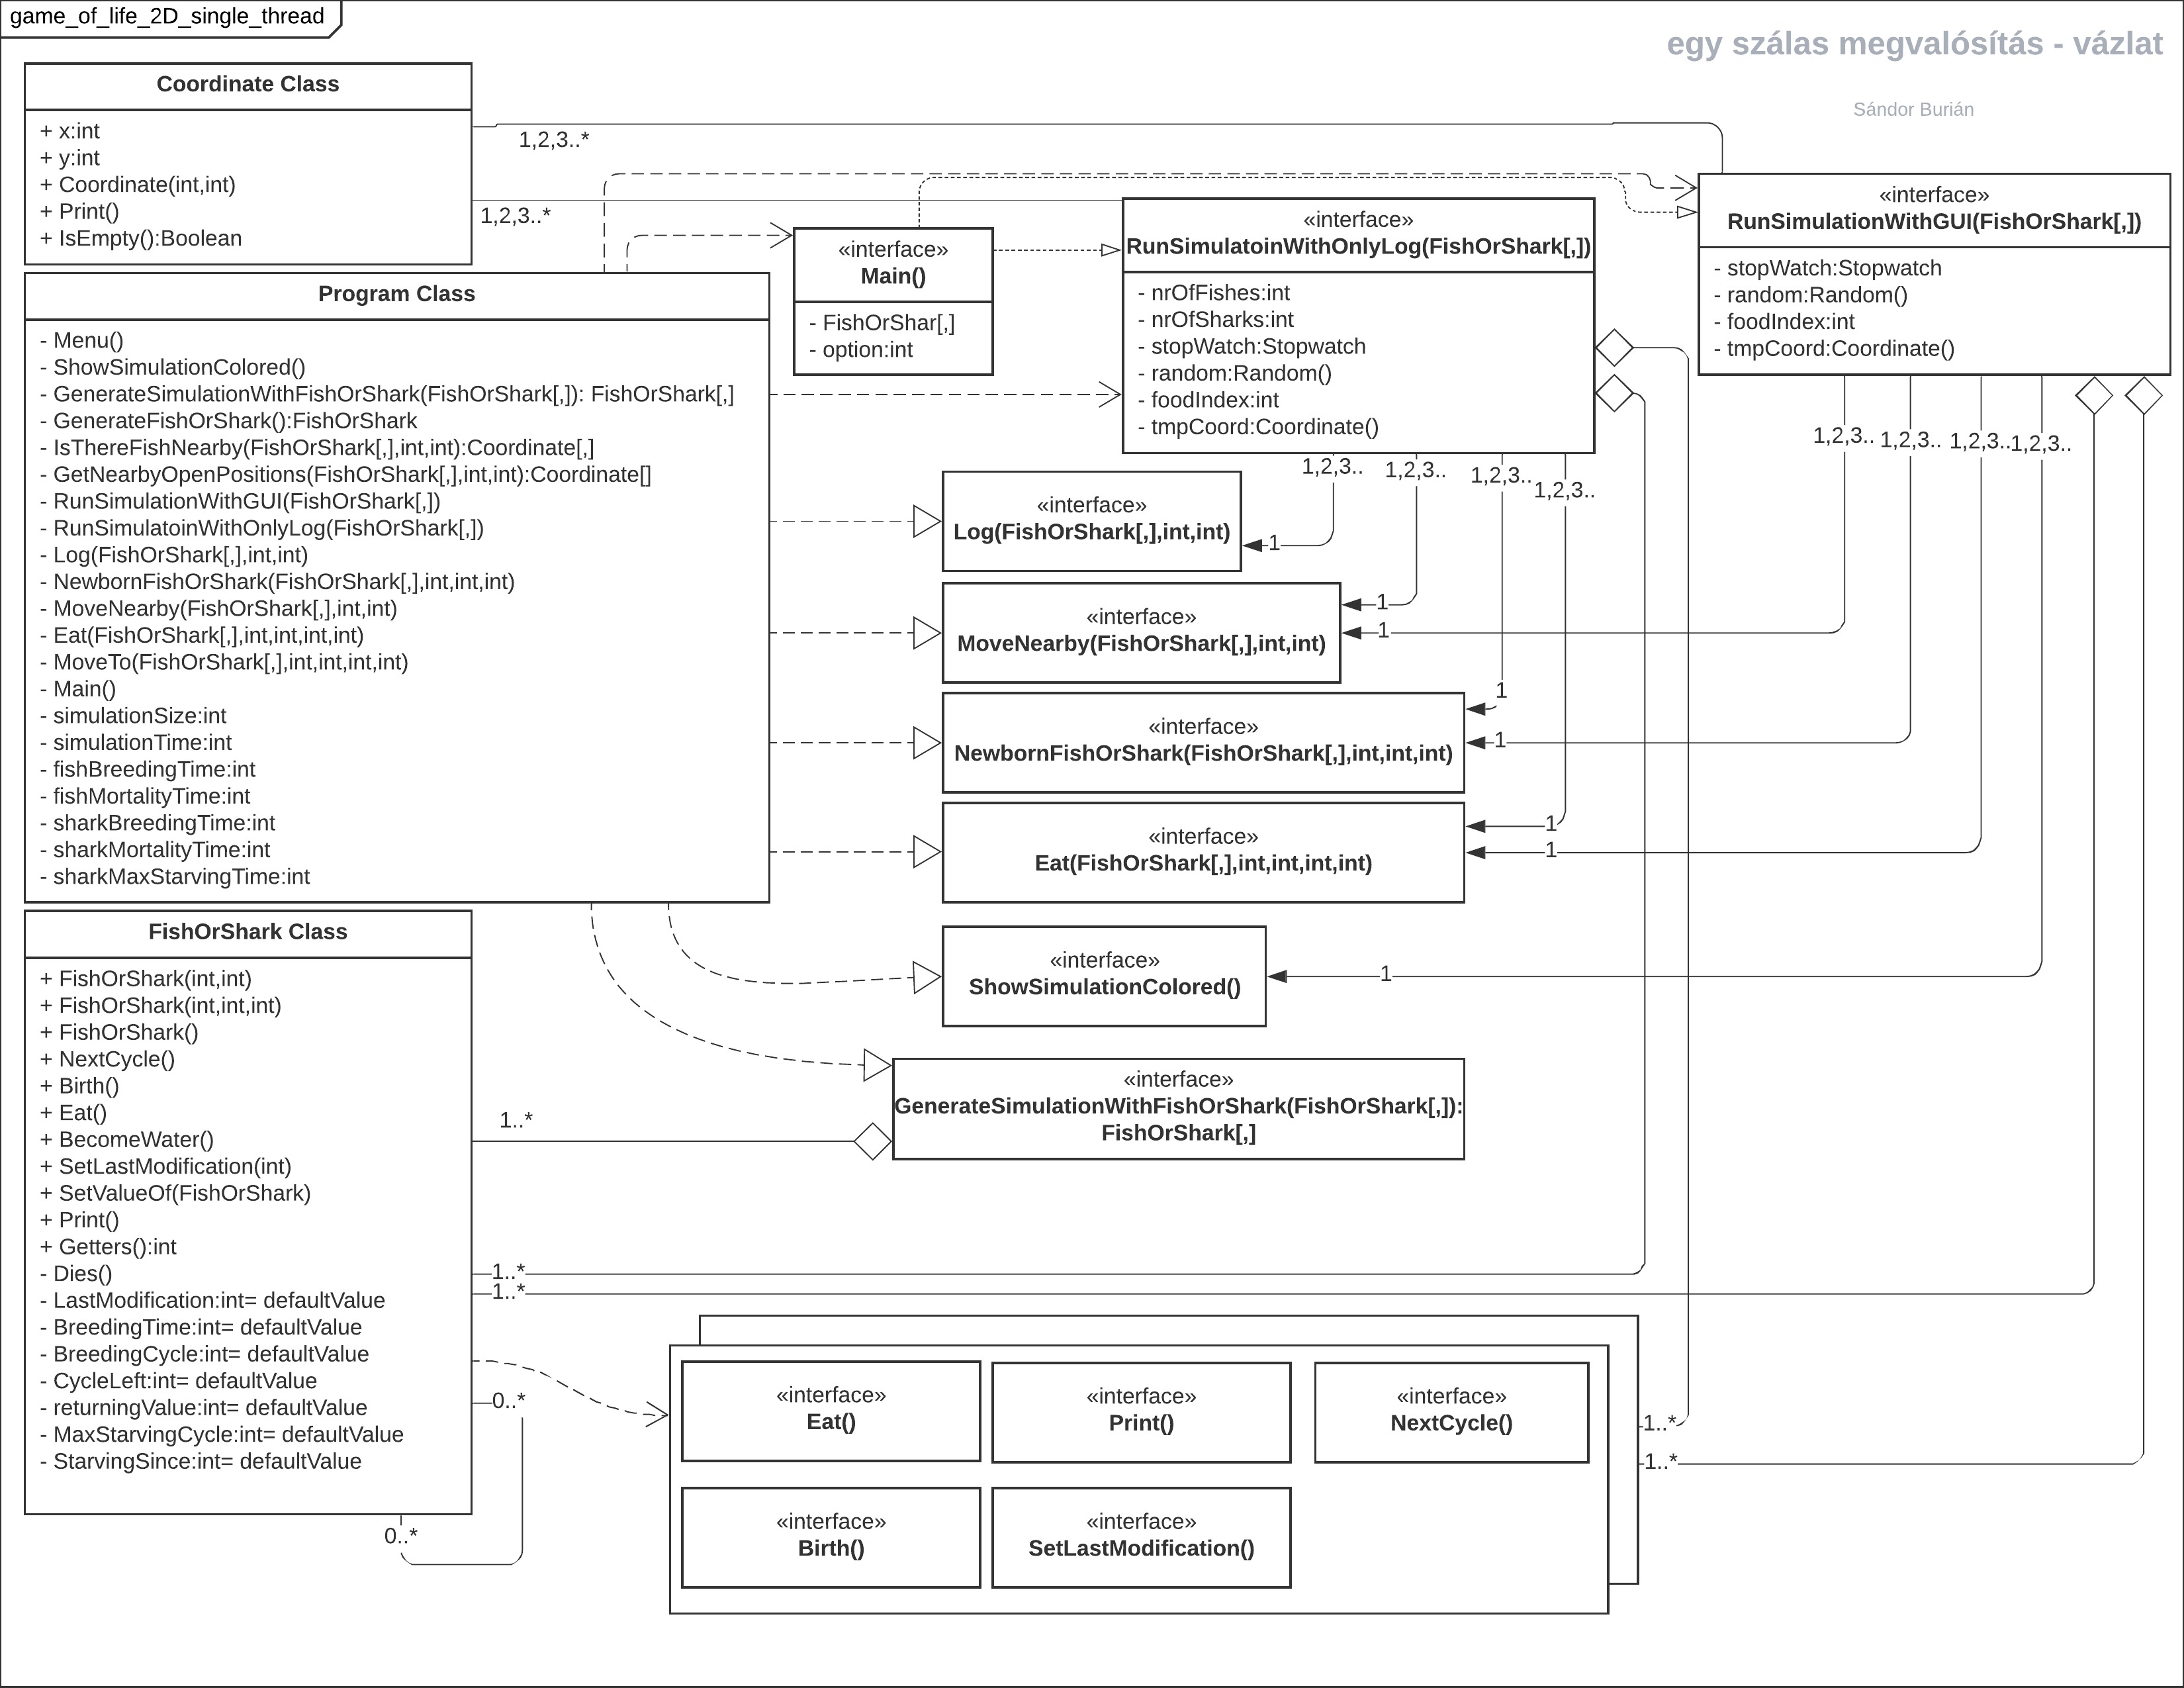 game_of_life_2D_single_thread
egy szálas megvalósítás - vázlat
Sándor Burián
Coordinate Class
+ x:int
+ y:int
+ Coordinate(int,int)
+ Print()
+ IsEmpty():Boolean
1,2,3..*
1,2,3..*
«interface»
Main()
- FishOrShar[,]
- option:int
«interface»
RunSimulatoinWithOnlyLog(FishOrShark[,])
- nrOfFishes:int
- nrOfSharks:int
- stopWatch:Stopwatch
- random:Random()
- foodIndex:int
- tmpCoord:Coordinate()
«interface»
RunSimulationWithGUI(FishOrShark[,])
- stopWatch:Stopwatch
- random:Random()
- foodIndex:int
- tmpCoord:Coordinate()
Program Class
- Menu()
- ShowSimulationColored()
- GenerateSimulationWithFishOrShark(FishOrShark[,]): FishOrShark[,]
- GenerateFishOrShark():FishOrShark
- IsThereFishNearby(FishOrShark[,],int,int):Coordinate[,]
- GetNearbyOpenPositions(FishOrShark[,],int,int):Coordinate[]
- RunSimulationWithGUI(FishOrShark[,])
- RunSimulatoinWithOnlyLog(FishOrShark[,])
- Log(FishOrShark[,],int,int)
- NewbornFishOrShark(FishOrShark[,],int,int,int)
- MoveNearby(FishOrShark[,],int,int)
- Eat(FishOrShark[,],int,int,int,int)
- MoveTo(FishOrShark[,],int,int,int,int)
- Main()
- simulationSize:int
- simulationTime:int
- fishBreedingTime:int
- fishMortalityTime:int
- sharkBreedingTime:int
- sharkMortalityTime:int
- sharkMaxStarvingTime:int
1,2,3..
1,2,3..
1,2,3..
1,2,3..
1,2,3..
1,2,3..
1,2,3..
1,2,3..
«interface»
Log(FishOrShark[,],int,int)
1
«interface»
MoveNearby(FishOrShark[,],int,int)
1
1
«interface»
NewbornFishOrShark(FishOrShark[,],int,int,int)
1
1
«interface»
Eat(FishOrShark[,],int,int,int,int)
1
1
«interface»
ShowSimulationColored()
1
«interface»
GenerateSimulationWithFishOrShark(FishOrShark[,]):
FishOrShark[,]
1..*
FishOrShark Class
+ FishOrShark(int,int)
+ FishOrShark(int,int,int)
+ FishOrShark()
+ NextCycle()
+ Birth()
+ Eat()
+ BecomeWater()
+ SetLastModification(int)
+ SetValueOf(FishOrShark)
+ Print()
+ Getters():int
- Dies()
- LastModification:int= defaultValue
- BreedingTime:int= defaultValue
- BreedingCycle:int= defaultValue
- CycleLeft:int= defaultValue
- returningValue:int= defaultValue
- MaxStarvingCycle:int= defaultValue
- StarvingSince:int= defaultValue
1..*
1..*
0..*
0..*
«interface»
Eat()
«interface»
Print()
«interface»
NextCycle()
«interface»
Birth()
«interface»
SetLastModification()
1..*
1..*